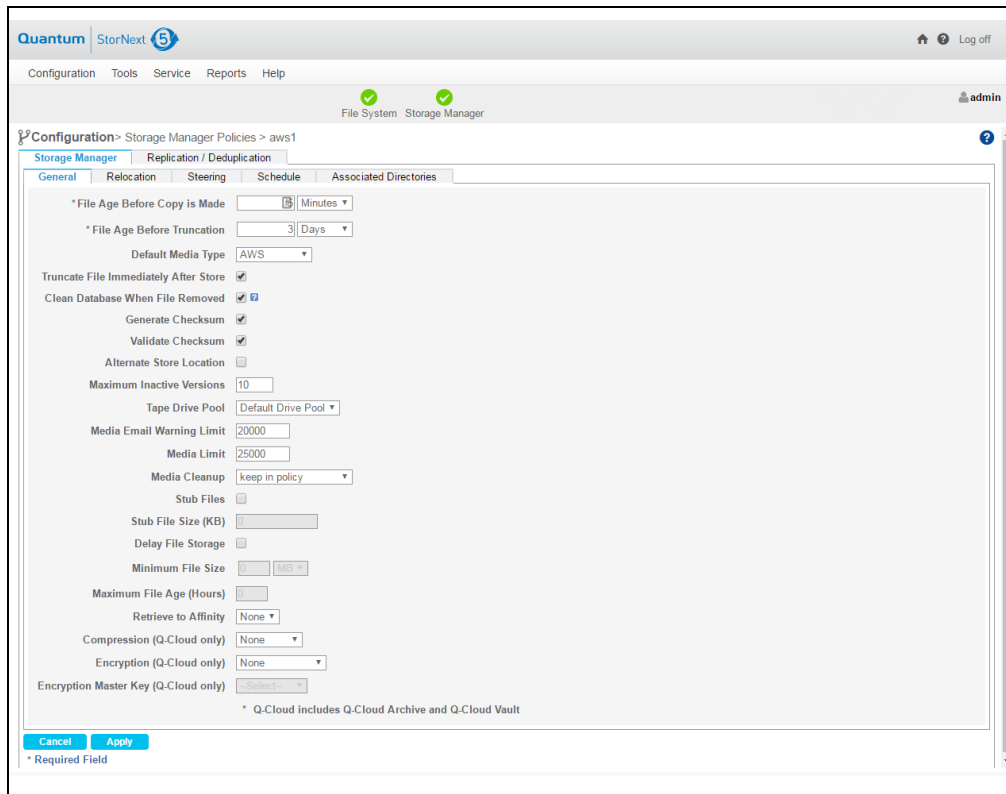 Quantum StorNext 5 Log off
Configuration Tools Service Reports Help
admin
File System Storage Manager
Configuration> Storage Manager Policies > aws1
Storage Manager Replication / Deduplication
General Relocation Steering Schedule Associated Directories
* File Age Before Copy is Made Minutes
* File Age Before Truncation 3 Days
Default Media Type AWS
Truncate File Immediately After Store
Clean Database When File Removed ?
Generate Checksum
Validate Checksum
Alternate Store Location
Maximum Inactive Versions 10
Tape Drive Pool Default Drive Pool
Media Email Warning Limit 20000
Media Limit 25000
Media Cleanup keep in policy
Stub Files
Stub File Size (KB) 0
Delay File Storage
Minimum File Size 0 MB
Maximum File Age (Hours) 0
Retrieve to Affinity None
Compression (Q-Cloud only) None
Encryption (Q-Cloud only) None
Encryption Master Key (Q-Cloud only) --Select--
* Q-Cloud includes Q-Cloud Archive and Q-Cloud Vault
Cancel Apply
* Required Field